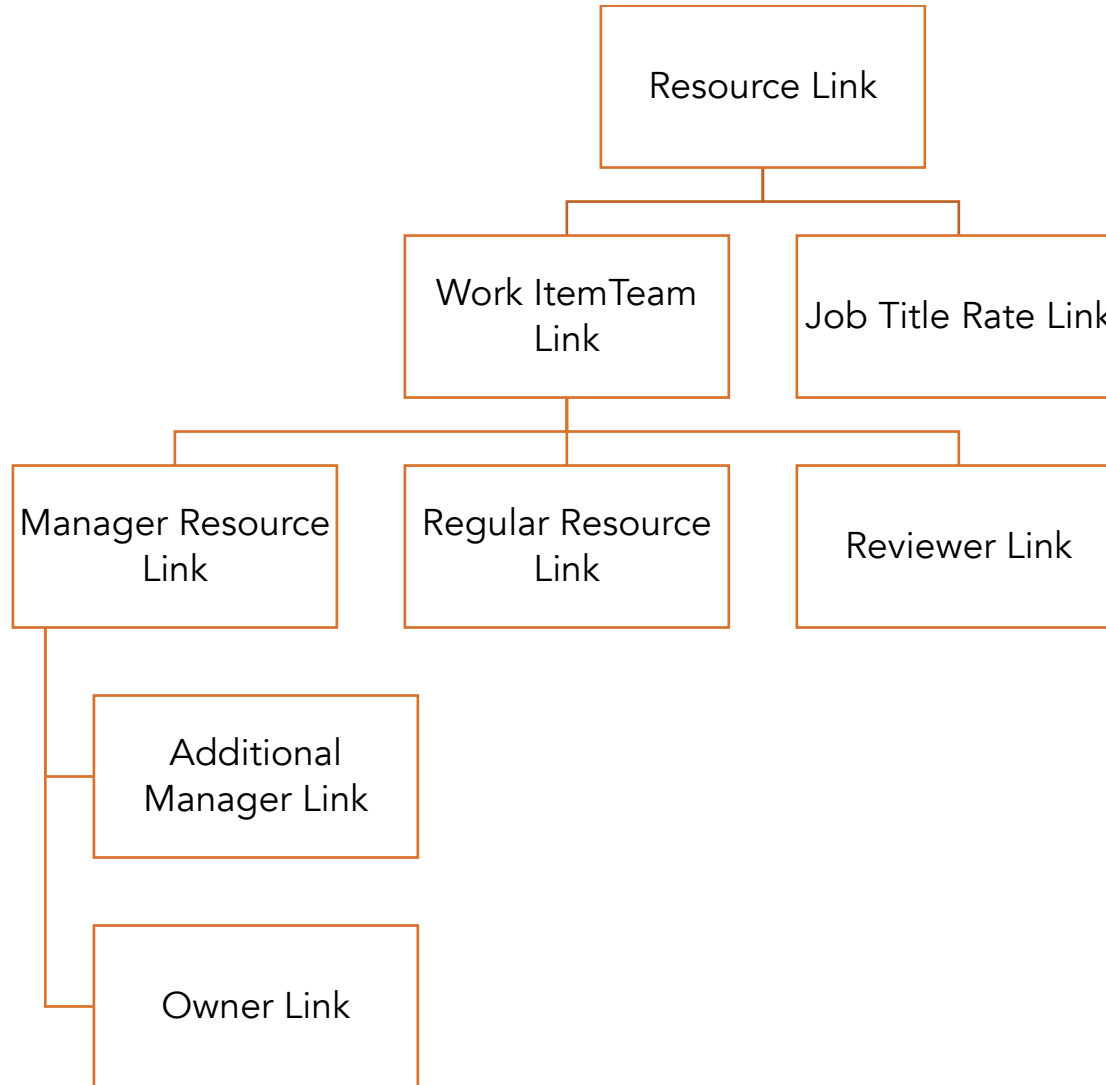 Resource Link
Work ItemTeam
Link
Job Title Rate Link
Manager Resource
Link
Regular Resource
Link
Reviewer Link
Additional
Manager Link
Owner Link